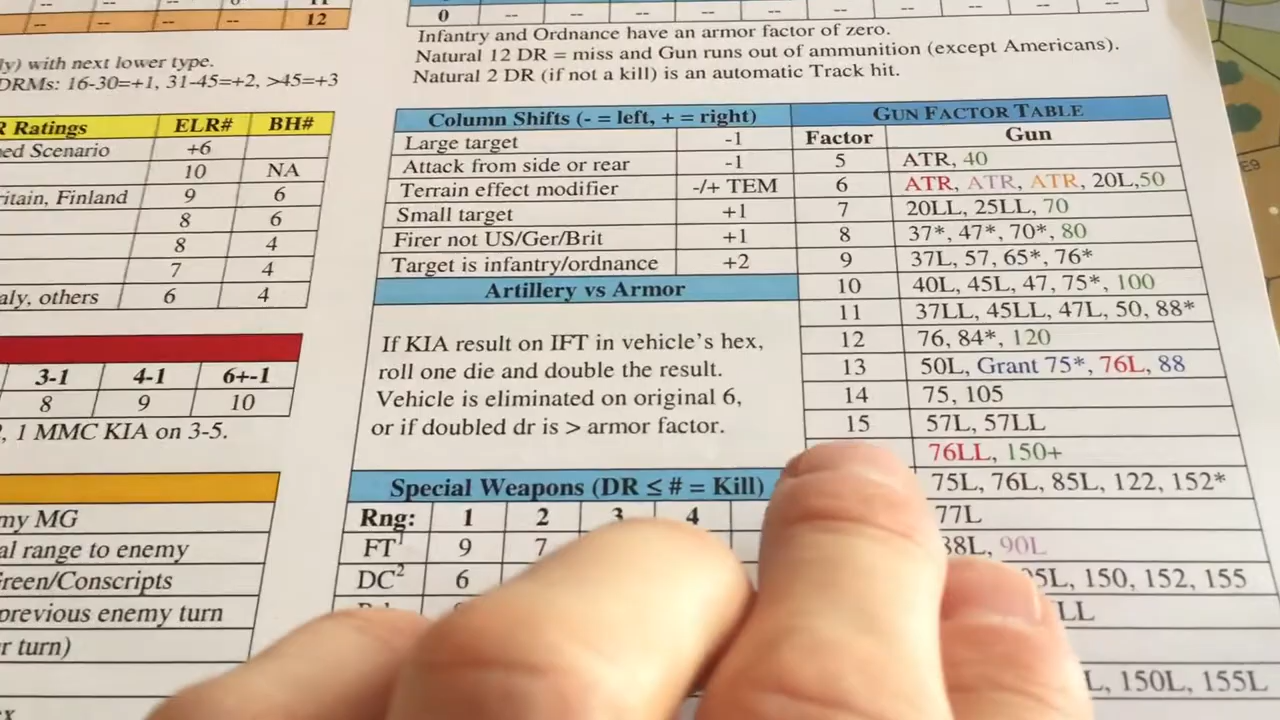 12
0 -- -- -- -- -- -- -- -- --
Infantry and Ordnance have an armor factor of zero.
Natural 12 DR = miss and Gun runs out of ammunition (except Americans).
Natural 2 DR (if not a kill) is an automatic Track hit.
with next lower type.
DRMs: 16-30=+1, 31-45=+2, >45=+3
Ratings ELR# BH#
Scenario +6
10 NA
Finland 9 6
8 6
8 4
7 4
others 6 4
3-1 4-1 6+-1
8 9 10
1 MMC KIA on 3-5.
MG
range to enemy
previous enemy turn
turn)
Column Shifts (- = left, + = right)
Large target -1
Attack from side or rear -1
Terrain effect modifier -/+ TEM
Small target +1
Firer not US/Ger/Brit +1
Target is infantry/ordnance +2
Artillery vs Armor
If KIA result on IFT in vehicle's hex,
roll one die and double the result.
Vehicle is eliminated on original 6,
or if doubled dr is > armor factor.
Special Weapons (DR ≤ # = Kill)
Rng: 1 2 3 4
FT1 9 7
DC2 6
GUN FACTOR TABLE
Factor Gun
5 ATR, 40
6 ATR, ATR, ATR, 20L,50
7 20LL, 25LL, 70
8 37*, 47*, 70*, 80
9 37L, 57, 65*, 76*
10 40L, 45L, 47, 75*, 100
11 37LL, 45LL, 47L, 50, 88*
12 76, 84*, 120
13 50L, Grant 75*, 76L, 88
14 75, 105
15 57L, 57LL
76LL, 150+
75L, 76L, 85L, 122, 152*
77L
90L
150, 152, 155
150L, 155L
E9